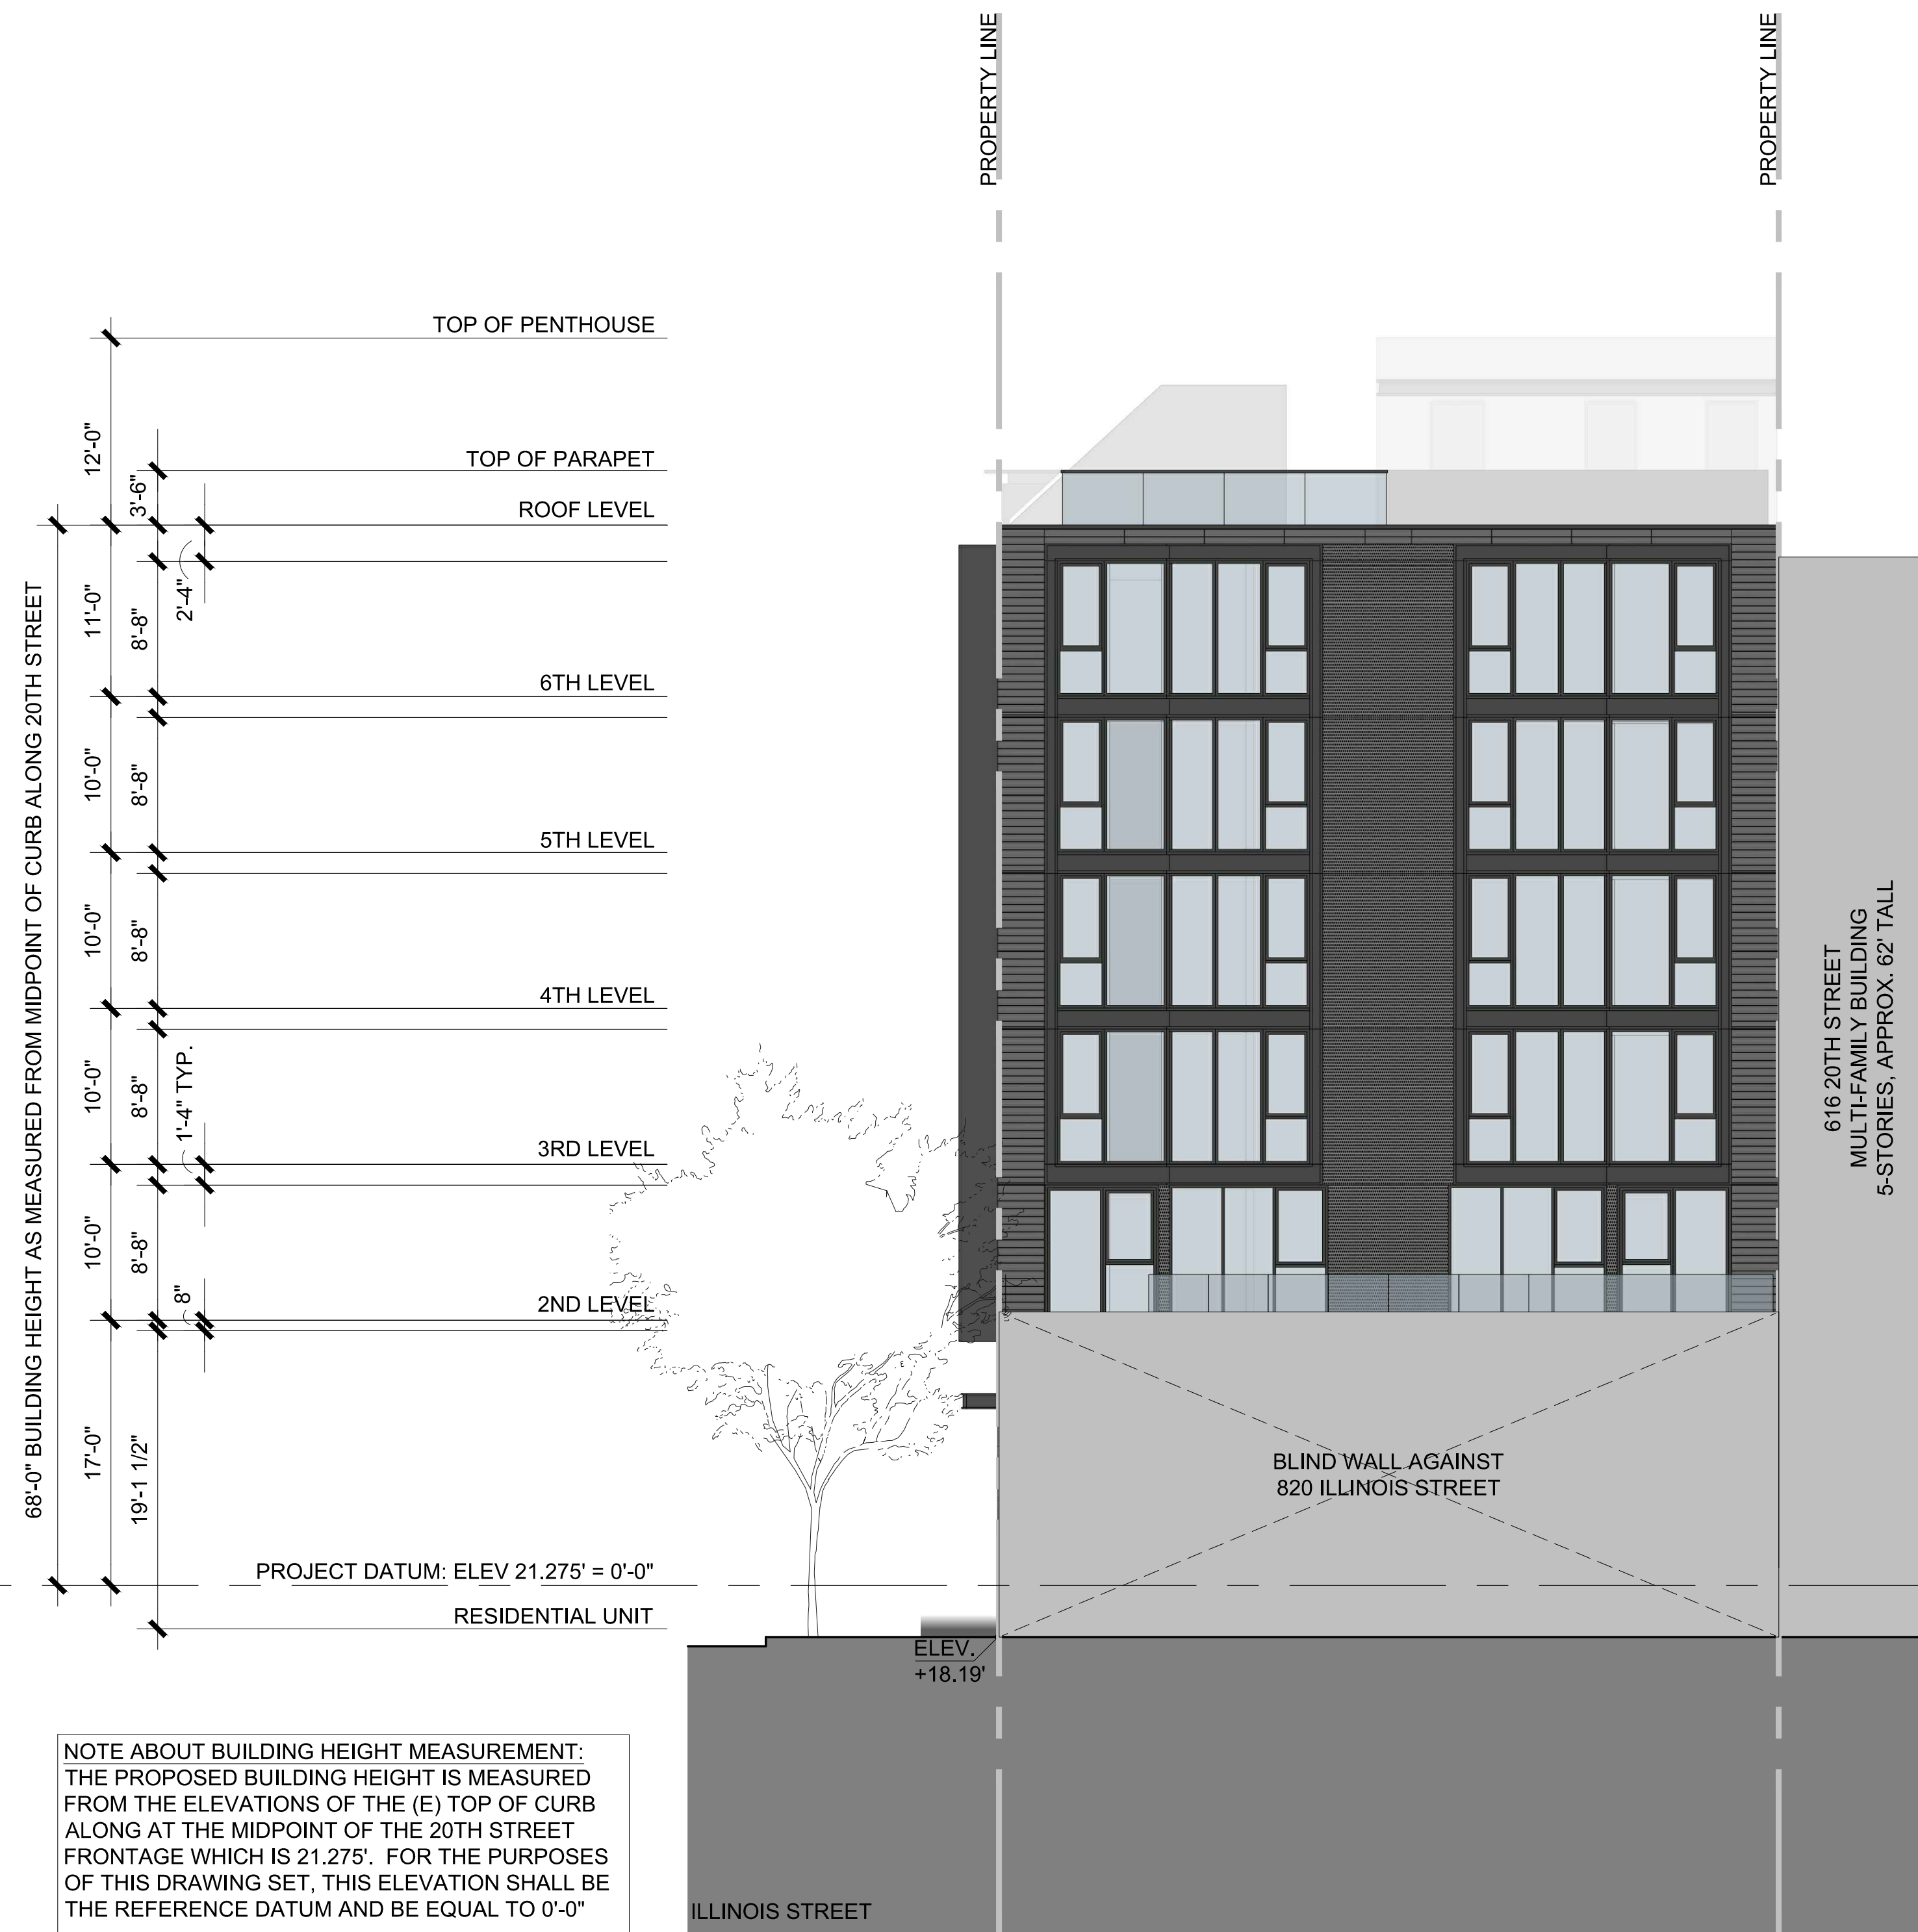 PROPERTY LINE
PROPERTY LINE
TOP OF PENTHOUSE
12'-0"
TOP OF PARAPET
3'-6"
ROOF LEVEL
2'-4"
11'-0"
8'-8"
6TH LEVEL
10'-0"
8'-8"
5TH LEVEL
10'-0"
8'-8"
4TH LEVEL
10'-0"
8'-8"
1'-4" TYP.
3RD LEVEL
10'-0"
8'-8"
8"
2ND LEVEL
17'-0"
19'-1 1/2"
68'-0" BUILDING HEIGHT AS MEASURED FROM MIDPOINT OF CURB ALONG 20TH STREET
PROJECT DATUM: ELEV 21.275' = 0'-0"
RESIDENTIAL UNIT
616 20TH STREET
MULTI-FAMILY BUILDING
5-STORIES, APPROX. 62' TALL
BLIND WALL AGAINST
820 ILLINOIS STREET
ELEV.
+18.19'
NOTE ABOUT BUILDING HEIGHT MEASUREMENT:
THE PROPOSED BUILDING HEIGHT IS MEASURED
FROM THE ELEVATIONS OF THE (E) TOP OF CURB
ALONG AT THE MIDPOINT OF THE 20TH STREET
FRONTAGE WHICH IS 21.275'.  FOR THE PURPOSES
OF THIS DRAWING SET, THIS ELEVATION SHALL BE
THE REFERENCE DATUM AND BE EQUAL TO 0'-0"
ILLINOIS STREET